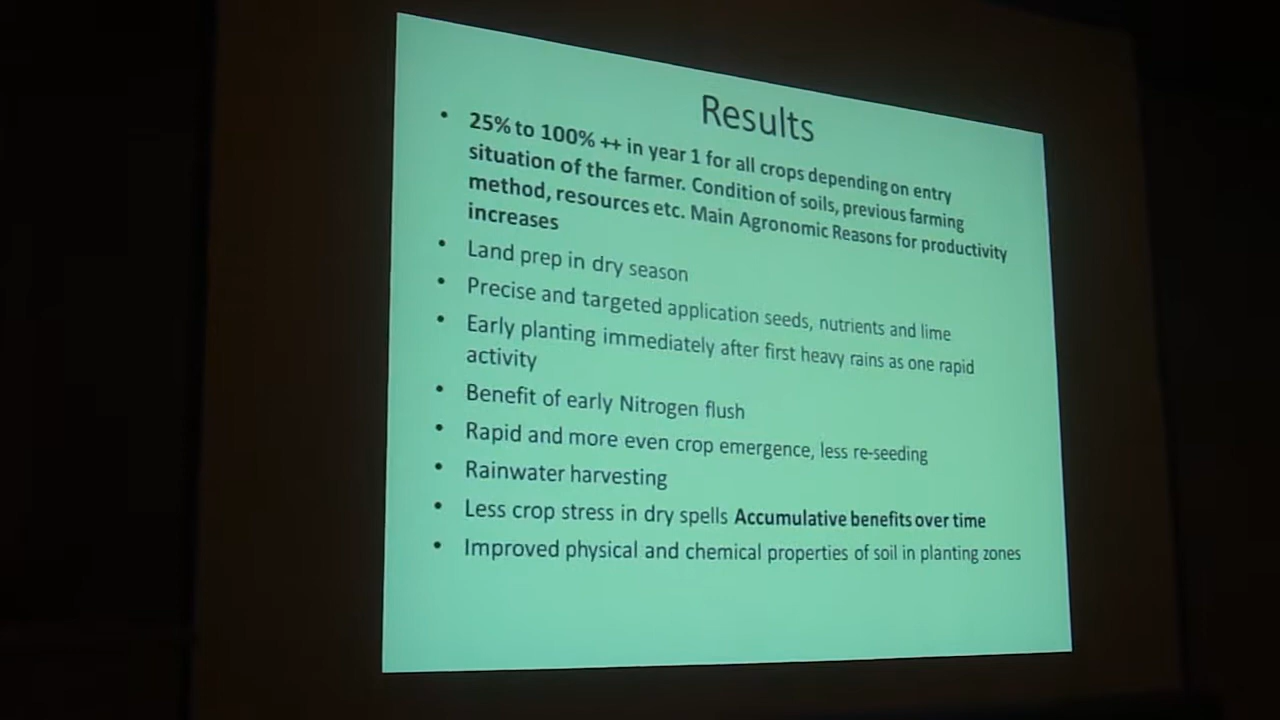 Results
• 25% to 100% ++ in year 1 for all crops depending on entry
situation of the farmer. Condition of soils, previous farming
method, resources etc. Main Agronomic Reasons for productivity
increases
• Land prep in dry season
• Precise and targeted application seeds, nutrients and lime
• Early planting immediately after first heavy rains as one rapid
activity
• Benefit of early Nitrogen flush
• Rapid and more even crop emergence, less re-seeding
• Rainwater harvesting
• Less crop stress in dry spells Accumulative benefits over time
• Improved physical and chemical properties of soil in planting zones